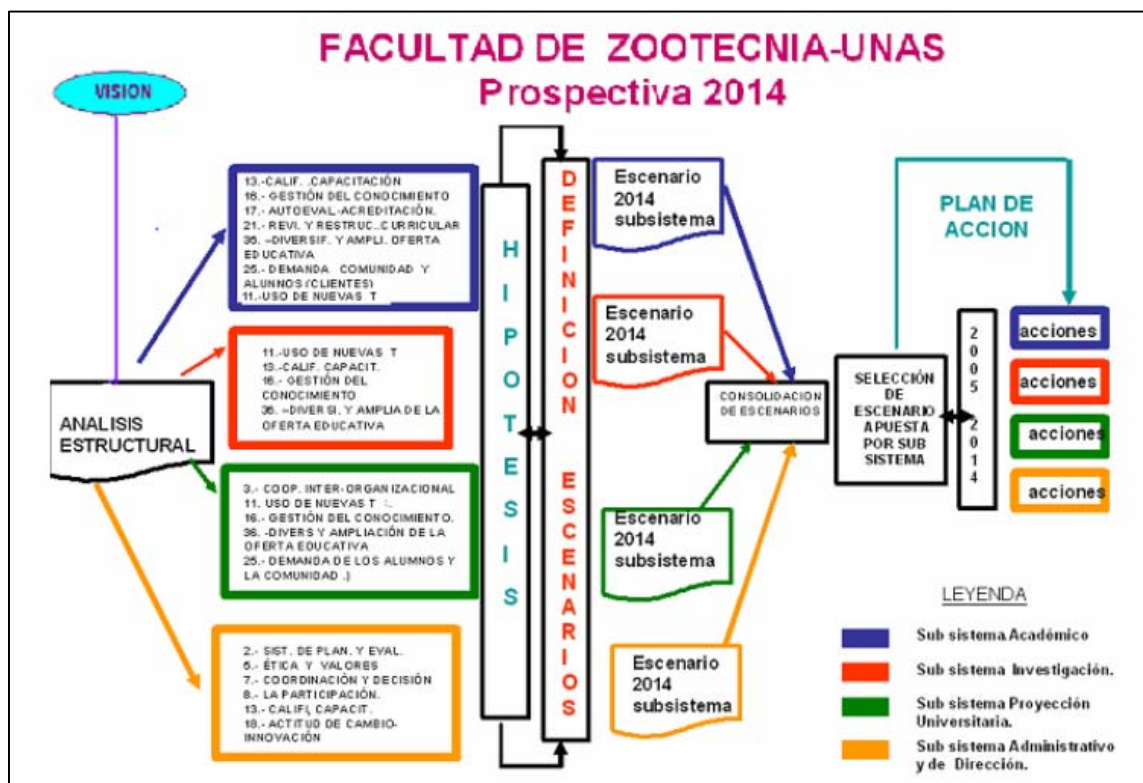 FACULTAD DE ZOOTECNIA-UNAS
Prospectiva 2014
VISION
ANALISIS
ESTRUCTURAL
13.-CALIF. .CAPACITACIÓN
16.- GESTIÓN DEL CONOCIMIENTO
17.- AUTOEVAL-ACREDITACIÓN.
21.- REVI. Y RESTRUC..CURRICULAR
36. –DIVERSIF. Y AMPLI. OFERTA
EDUCATIVA
25.- DEMANDA COMUNIDAD Y
ALUMNOS (CLIENTES)
11.-USO DE NUEVAS T
11.-USO DE NUEVAS T
13.-CALIF. CAPACIT.
16.- GESTIÓN DEL
CONOCIMIENTO
36. –DIVERSI. Y AMPLIA DE LA
OFERTA EDUCATIVA
3.- COOP. INTER-ORGANIZACIONAL
11. USO DE NUEVAS T
16.- GESTIÓN DEL CONOCIMIENTO.
36. -DIVERS Y AMPLIACIÓN DE LA
OFERTA EDUCATIVA
25.- DEMANDA DE LOS ALUMNOS Y
LA COMUNIDAD .)
2.- SIST. DE PLAN. Y EVAL.
5.- ÉTICA Y VALORES
7.- COORDINACIÓN Y DECISIÓN
8.- LA PARTICIPACIÓN.
13.- CALIFI, CAPACIT.
18.- ACTITUD DE CAMBIO-
INNOVACIÓN
HIPOTESIS
DEFINICION ESCENARIOS
Escenario
2014
subsistema
Escenario
2014
subsistema
Escenario
2014
subsistema
Escenario
2014
subsistema
CONSOLIDACION
DE ESCENARIOS
SELECCIÓN
DE
ESCENARIO
APUESTA
POR SUB
SISTEMA
PLAN DE
ACCION
2005 2014
acciones
acciones
acciones
acciones
LEYENDA
Sub sistema Académico
Sub sistema Investigación.
Sub sistema Proyección
Universitaria.
Sub sistema Administrativo
y de Dirección.